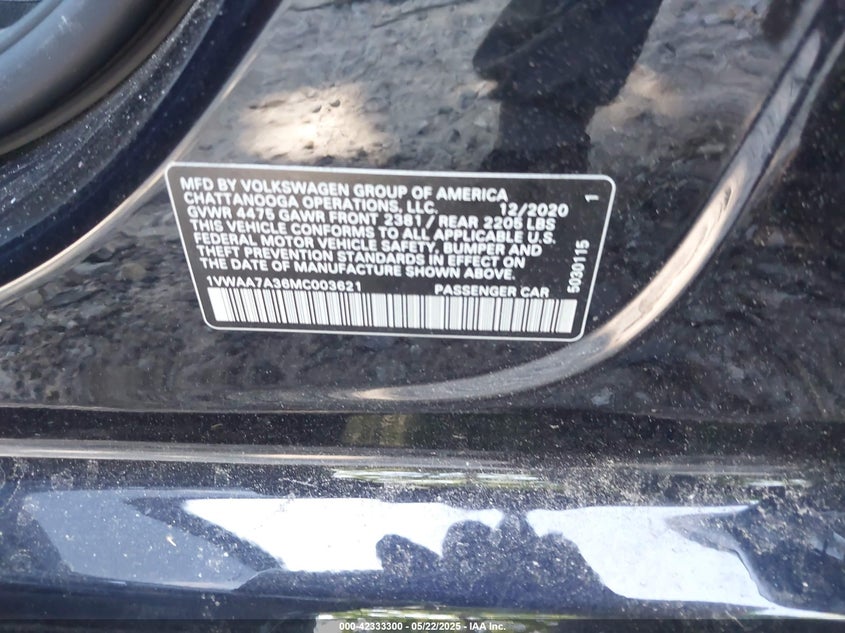 MFD BY VOLKSWAGEN GROUP OF AMERICA
CHATTANOOGA OPERATIONS, LLC. 12/2020 1
GVWR 4475 GAWR FRONT 2381 / REAR 2205 LBS
THIS VEHICLE CONFORMS TO ALL APPLICABLE U.S.
FEDERAL MOTOR VEHICLE SAFETY, BUMPER AND
THEFT PREVENTION STANDARDS IN EFFECT ON
THE DATE OF MANUFACTURE SHOWN ABOVE.
1VWAA7A36MC003621 PASSENGER CAR
5030115
000-42333300 - 05/22/2025 - IAA, Inc.